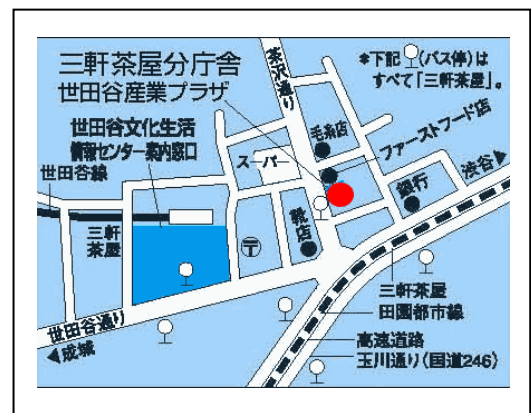 三軒茶屋分庁舎
世田谷産業プラザ
茶沢通り
*下記 (バス停)は
すべて「三軒茶屋」。
世田谷文化生活
情報センター案内窓口
世田谷線
スーパー
毛糸店
ファーストフード店
銀行
渋谷
三軒
茶屋
〒
靴店
三軒茶屋
田園都市線
世田谷通り
成城
高速道路
玉川通り(国道246)